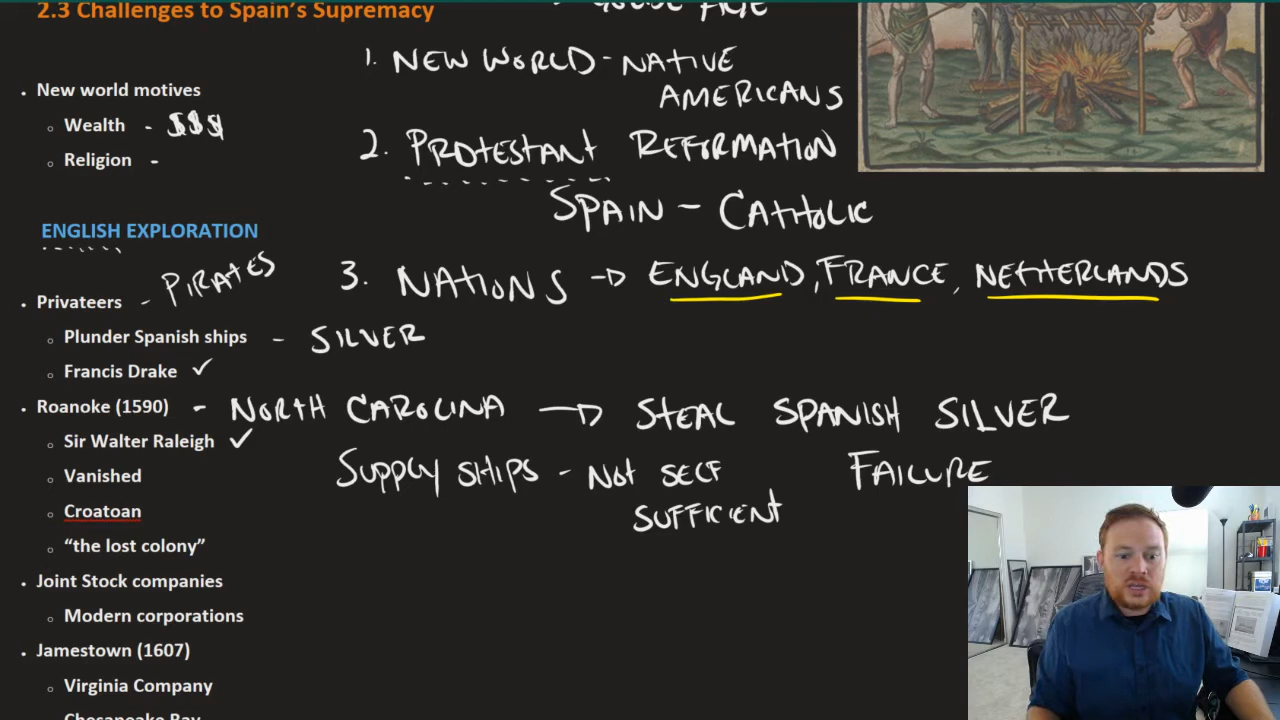 2.3 Challenges to Spain's Supremacy
1. NEW WORLD - NATIVE
AMERICANS
• New world motives
○ Wealth - $$$
○ Religion -
2. PROTESTANT REFORMATION
SPAIN - CATHOLIC
ENGLISH EXPLORATION
3. NATIONS → ENGLAND, FRANCE, NETHERLANDS
• Privateers - PIRATES
○ Plunder Spanish ships - SILVER
○ Francis Drake ✓
• Roanoke (1590) - NORTH CAROLINA → STEAL SPANISH SILVER
○ Sir Walter Raleigh ✓
SUPPLY SHIPS - NOT SELF
SUFFICIENT
FAILURE
○ Vanished
○ Croatoan
○ “the lost colony”
• Joint Stock companies
○ Modern corporations
• Jamestown (1607)
○ Virginia Company
○ Chesapeake Bay